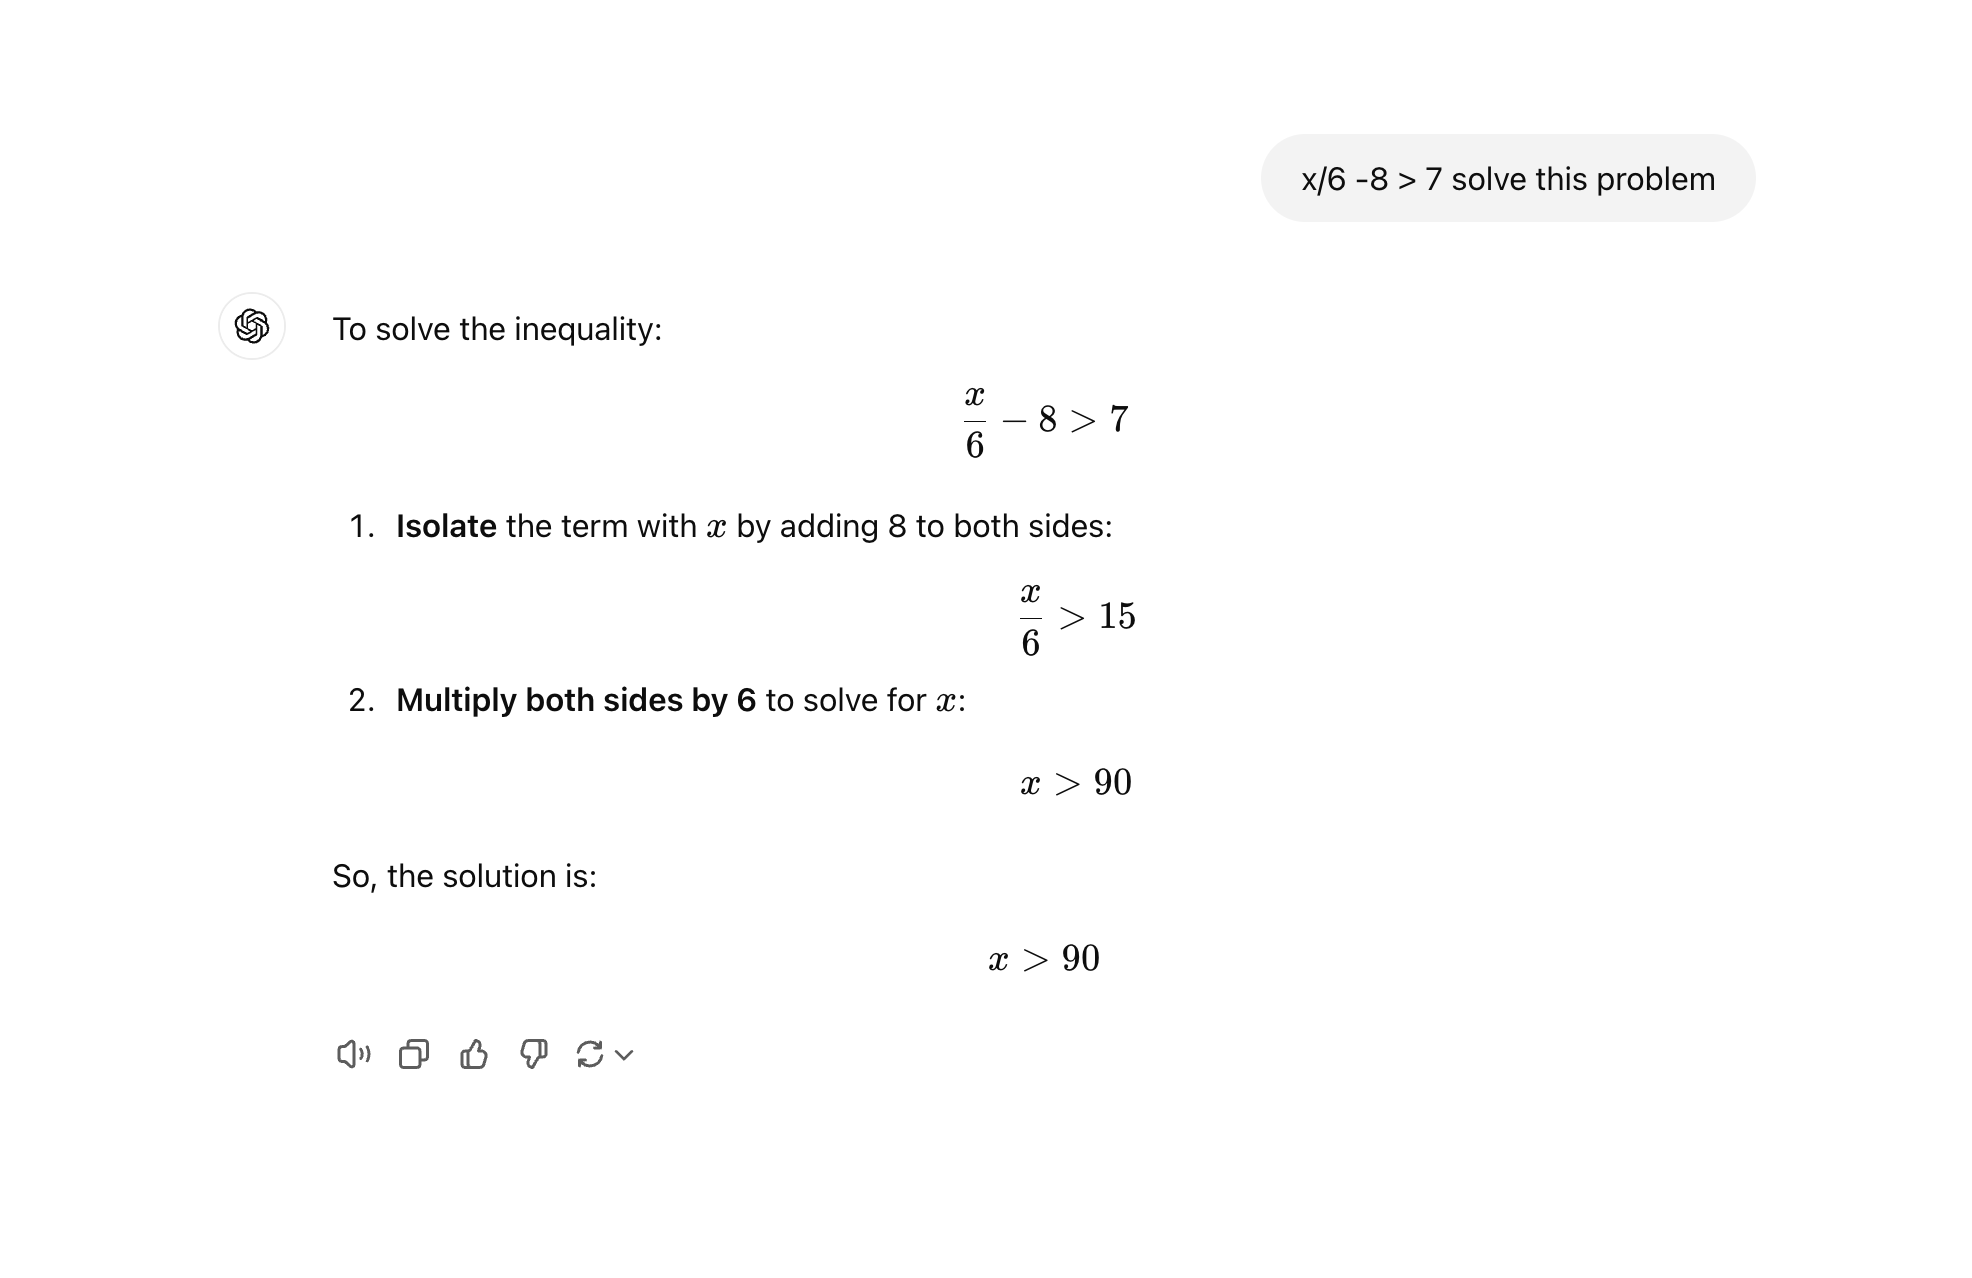 x/6 -8 > 7 solve this problem
To solve the inequality:
x/6 − 8 > 7
1. Isolate the term with x by adding 8 to both sides:
x/6 > 15
2. Multiply both sides by 6 to solve for x:
x > 90
So, the solution is:
x > 90